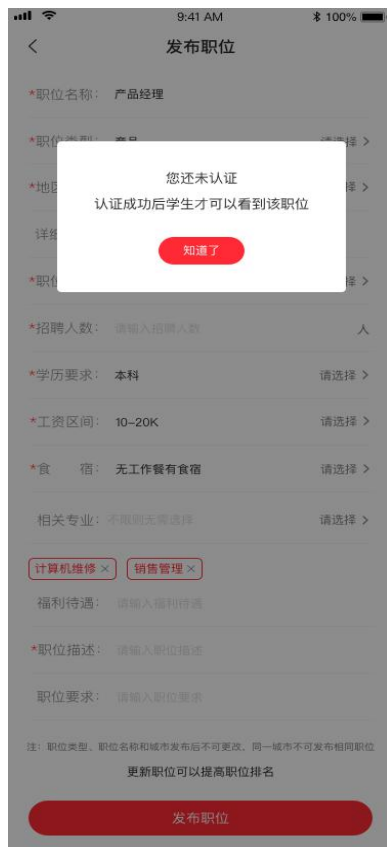 9:41 AM 100%
发布职位
*职位名称： 产品经理
您还未认证
认证成功后学生才可以看到该职位
知道了
*招聘人数： 请输入招聘人数 人
*学历要求： 本科 请选择
*工资区间： 10-20K 请选择
*食 宿： 无工作餐有食宿 请选择
相关专业： 不限则无需选择 请选择
计算机维修 × 销售管理 ×
福利待遇： 请输入福利待遇
*职位描述： 请输入职位描述
职位要求： 请输入职位要求
注：职位类型、职位名称和城市发布后不可更改，同一城市不可发布相同职位
更新职位可以提高职位排名
发布职位